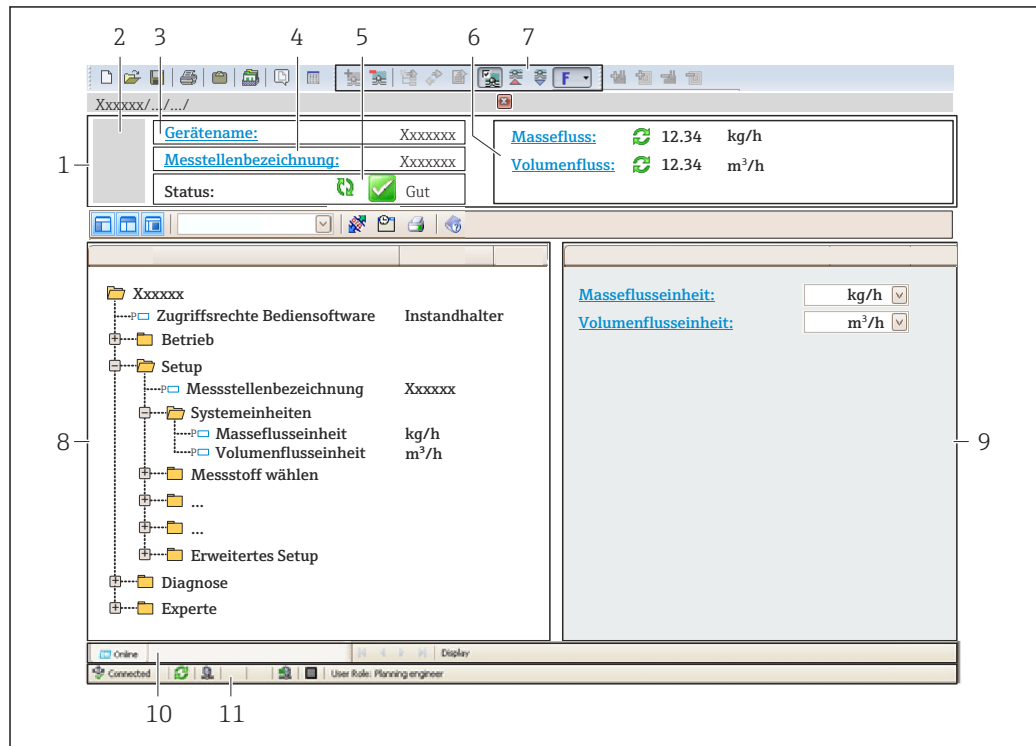 2 3 4 5 6 7
F
Xxxxxx/.../.../
1
Gerätename: Xxxxxxx
Messtellenbezeichnung: Xxxxxxx
Status: Gut
Massefluss: 12.34 kg/h
Volumenfluss: 12.34 m³/h
Xxxxxx
P Zugriffsrechte Bediensoftware Instandhalter
Betrieb
Setup
P Messstellenbezeichnung Xxxxxx
Systemeinheiten
P Masseflusseinheit kg/h
P Volumenflusseinheit m³/h
Messstoff wählen
...
...
Erweitertes Setup
Diagnose
Experte
8
Masseflusseinheit: kg/h
Volumenflusseinheit: m³/h
9
Online Display
Connected User Role: Planning engineer
10 11